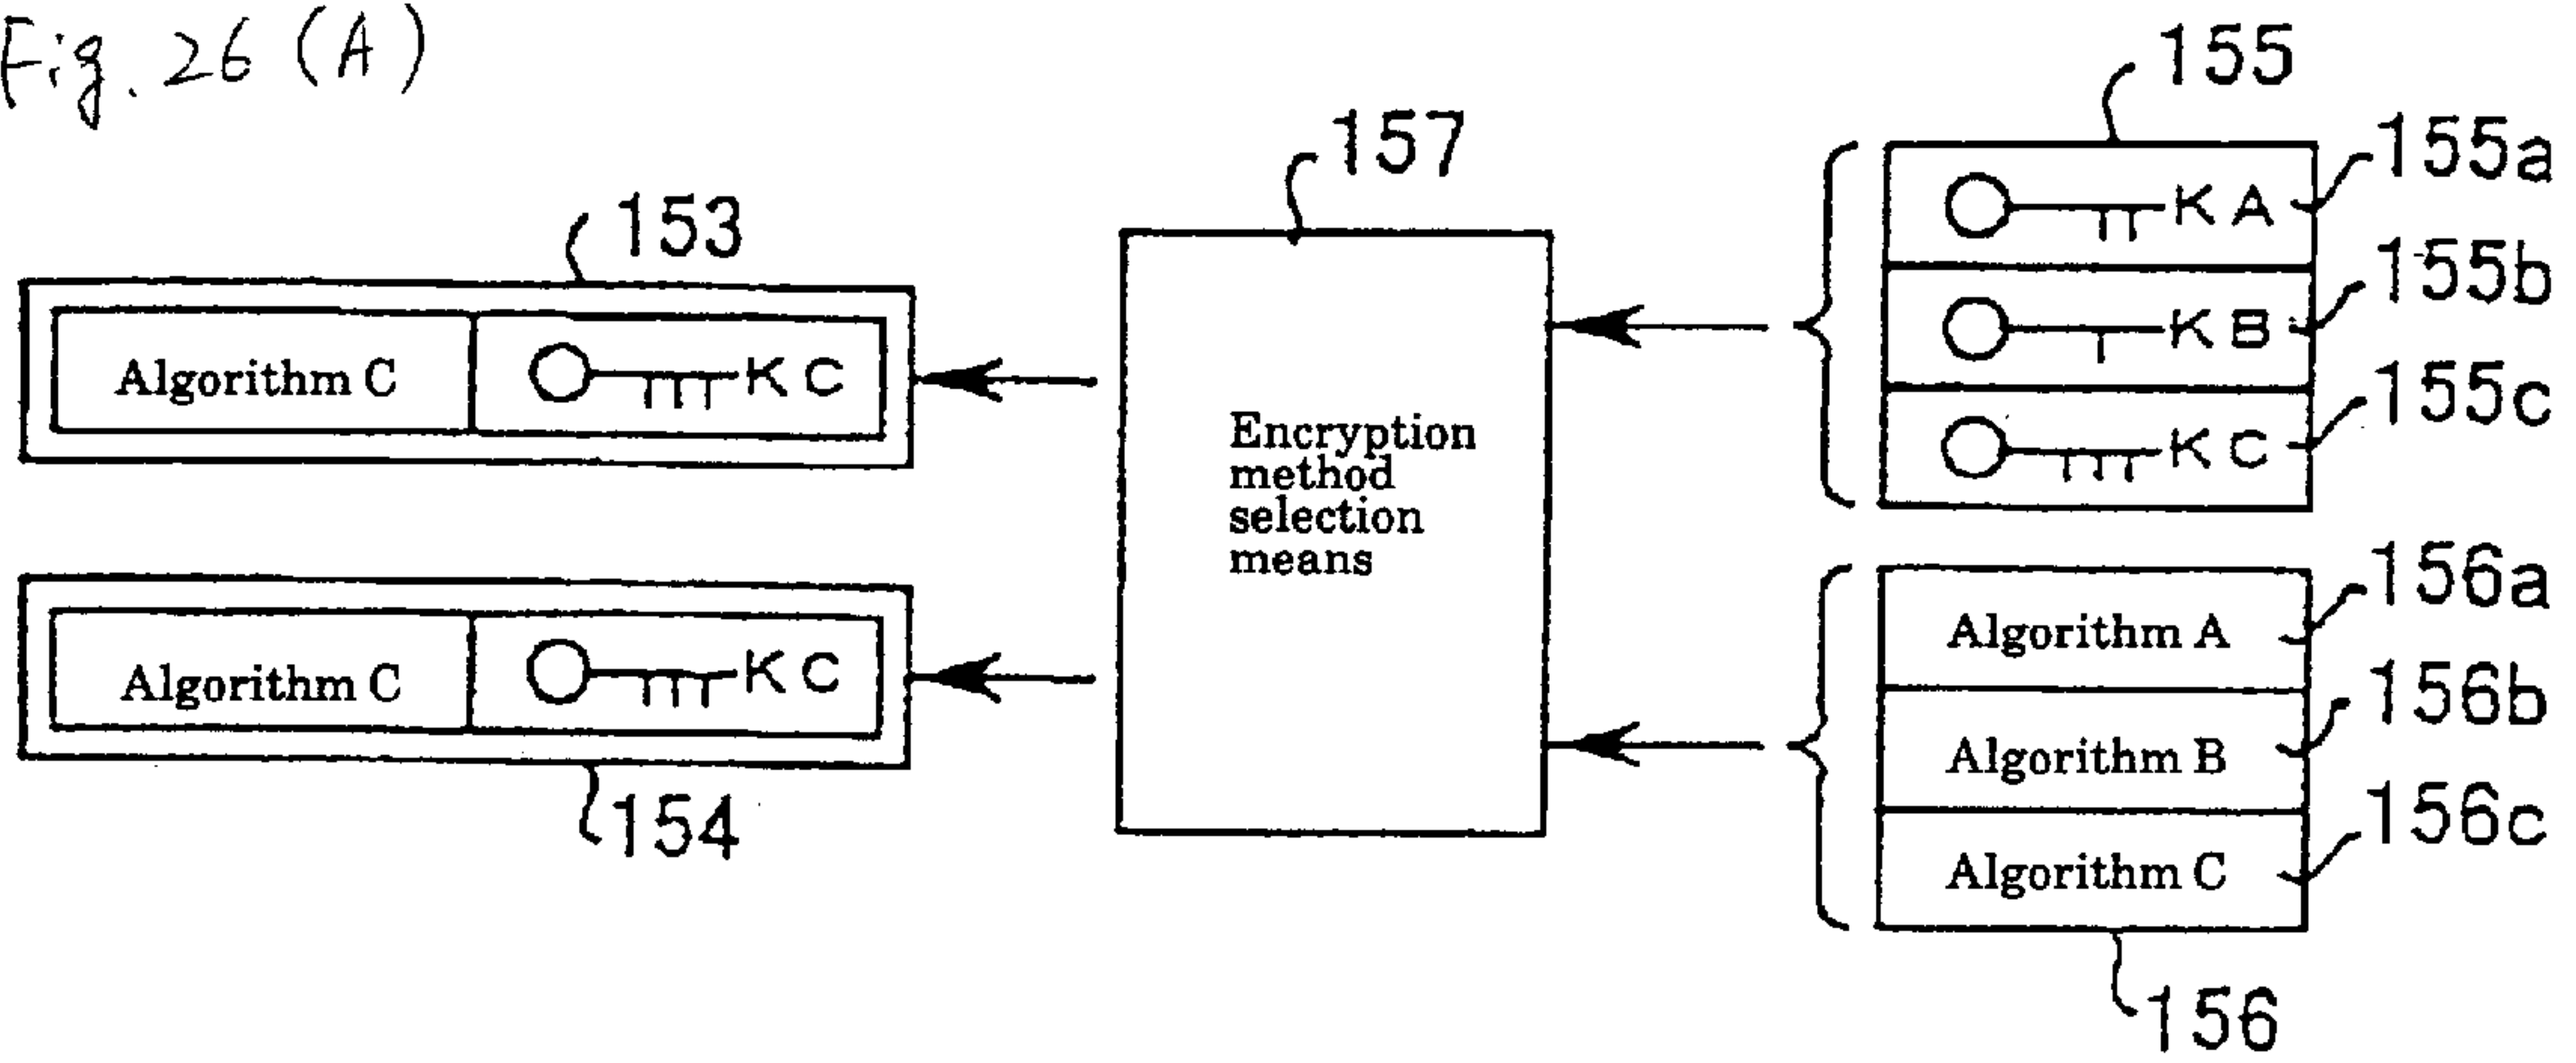 Fig. 26 (A)
155
157
155a
KA
153
155b
KB
Algorithm C
KC
155c
KC
Encryption
method
selection
means
156a
Algorithm A
Algorithm C
KC
156b
Algorithm B
154
156c
Algorithm C
156